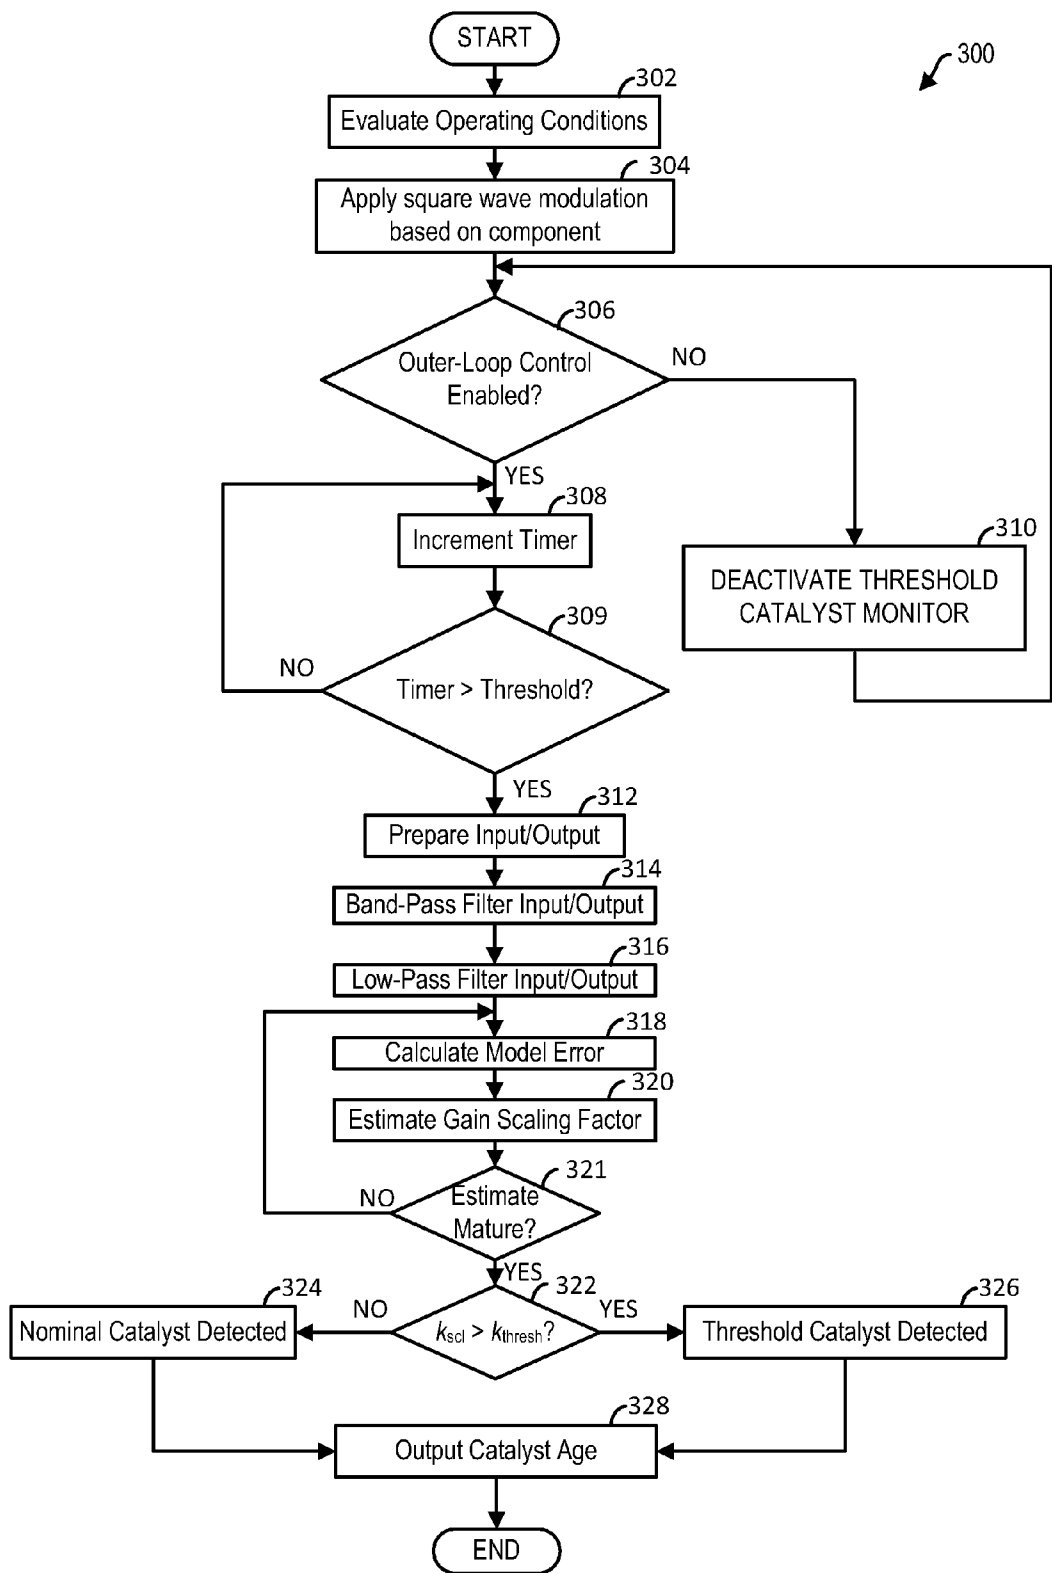 START
300
302
Evaluate Operating Conditions
304
Apply square wave modulation
based on component
306
Outer-Loop Control
Enabled?
NO
YES
308
Increment Timer
310
DEACTIVATE THRESHOLD
CATALYST MONITOR
309
NO
Timer > Threshold?
YES
312
Prepare Input/Output
314
Band-Pass Filter Input/Output
316
Low-Pass Filter Input/Output
318
Calculate Model Error
320
Estimate Gain Scaling Factor
321
NO
Estimate
Mature?
YES
322
324
NO
YES
326
Nominal Catalyst Detected
kscl > kthresh?
Threshold Catalyst Detected
328
Output Catalyst Age
END